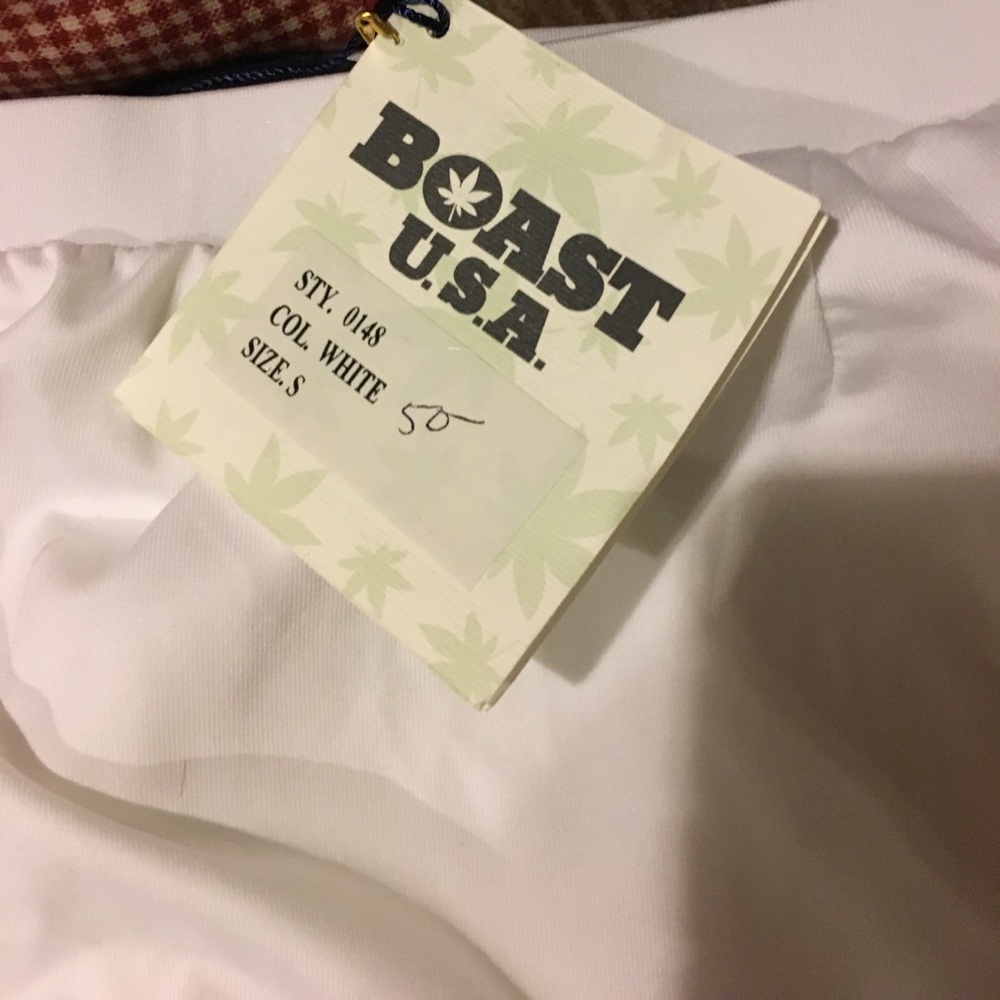 BOAST
U.S.A.
STY. 0148
COL. WHITE
SIZE. S
50